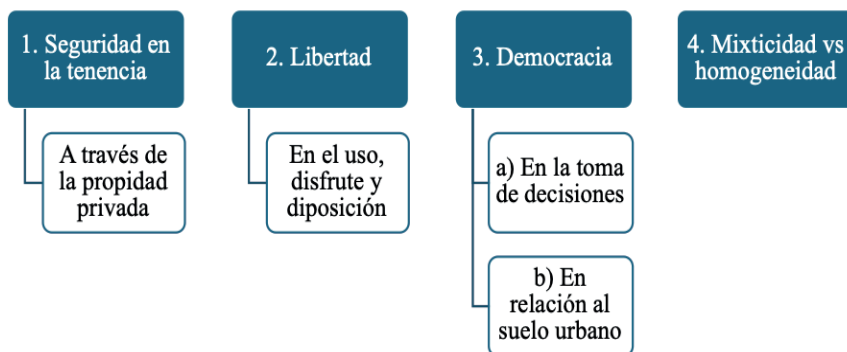 1. Seguridad en
la tenencia
A través de
la propidad
privada
2. Libertad
En el uso,
disfrute y
diposición
3. Democracia
a) En la toma
de decisiones
b) En
relación al
suelo urbano
4. Mixticidad vs
homogeneidad